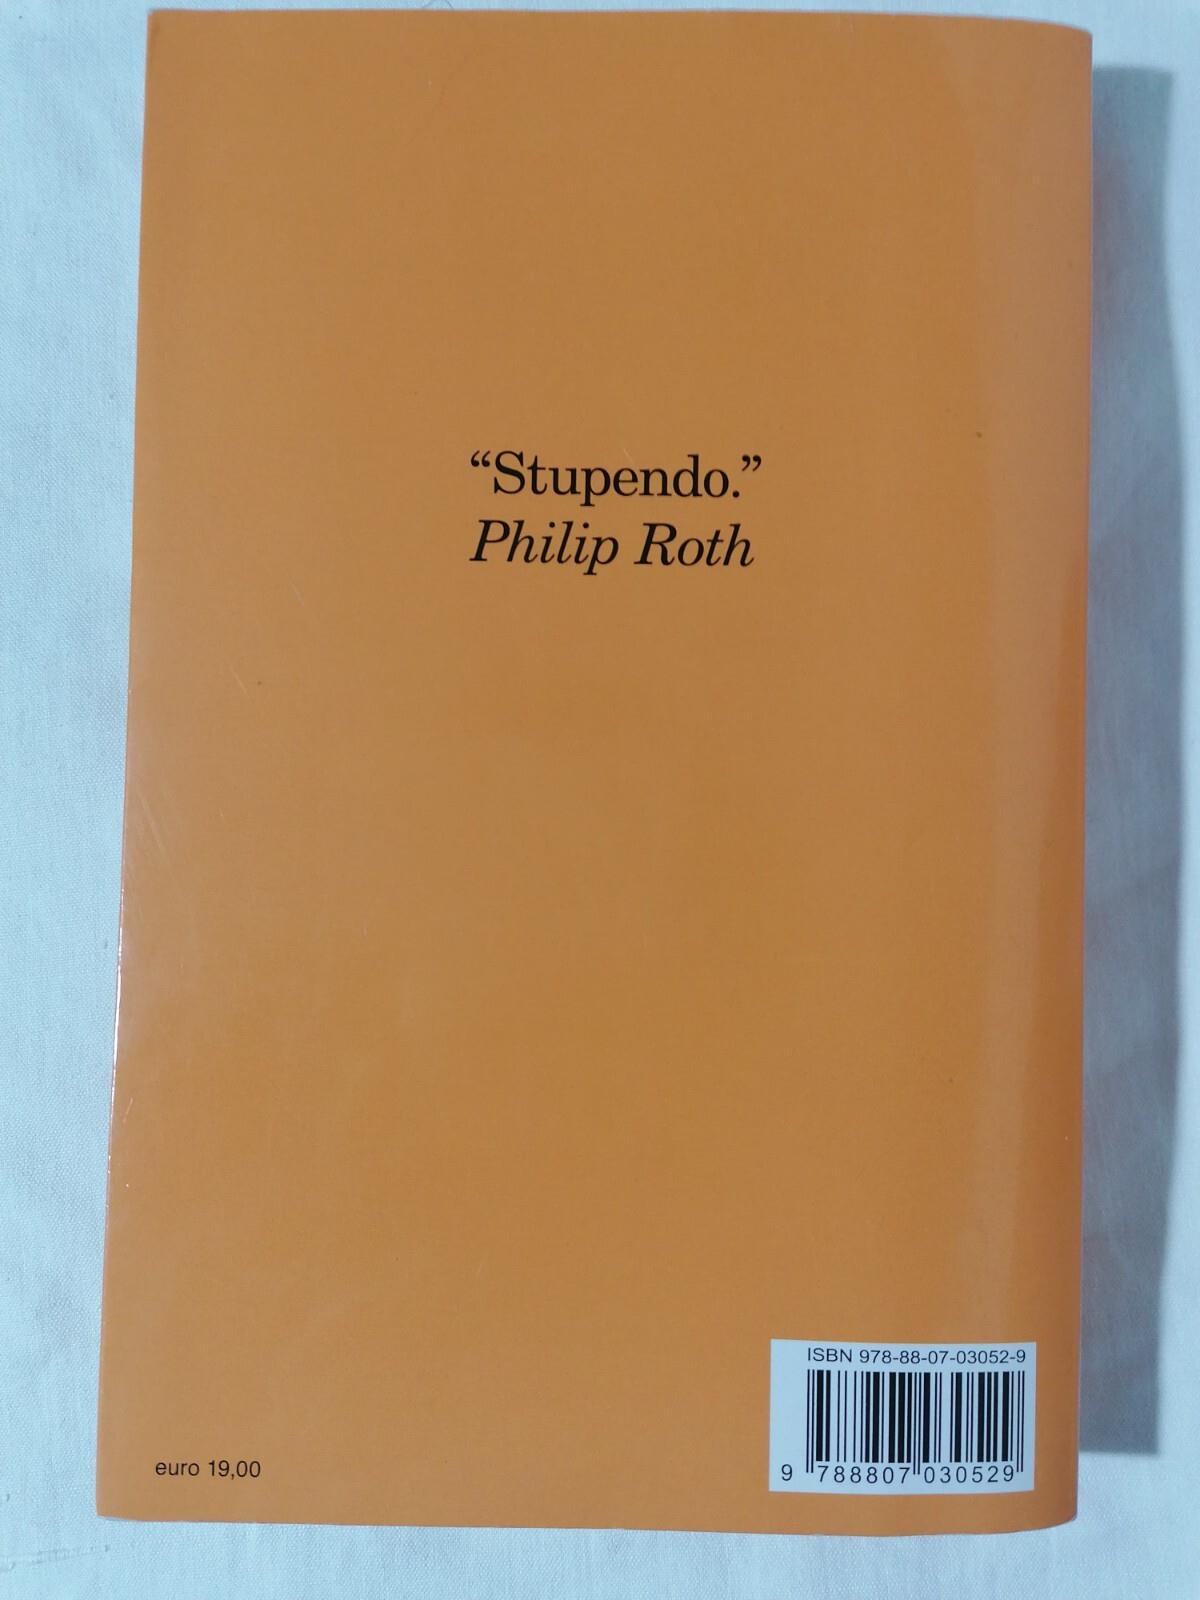 “Stupendo.”
Philip Roth
ISBN 978-88-07-03052-9
9 788807 030529
euro 19,00